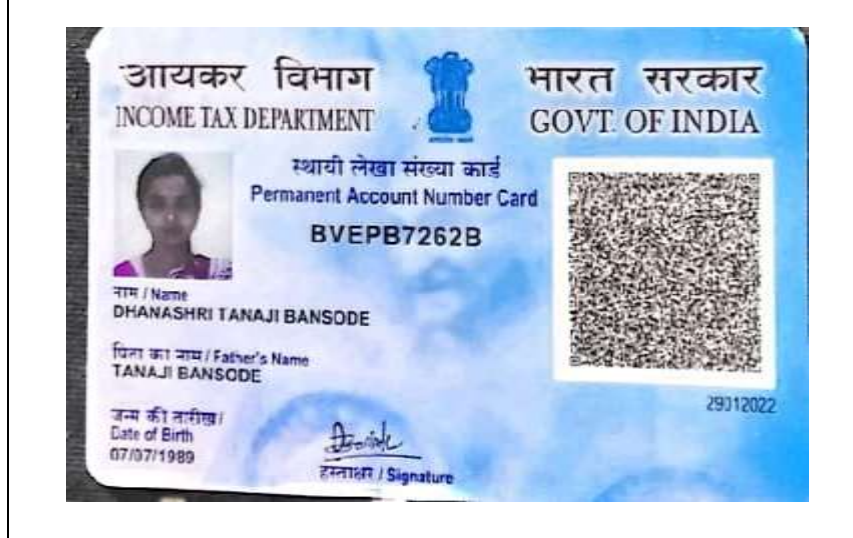 आयकर विभाग
INCOME TAX DEPARTMENT
भारत सरकार
GOVT. OF INDIA
स्थायी लेखा संख्या कार्ड
Permanent Account Number Card
BVEPB7262B
नाम / Name
DHANASHRI TANAJI BANSODE
पिता का नाम / Father's Name
TANAJI BANSODE
जन्म की तारीख /
Date of Birth
07/07/1989
हस्ताक्षर / Signature
29012022